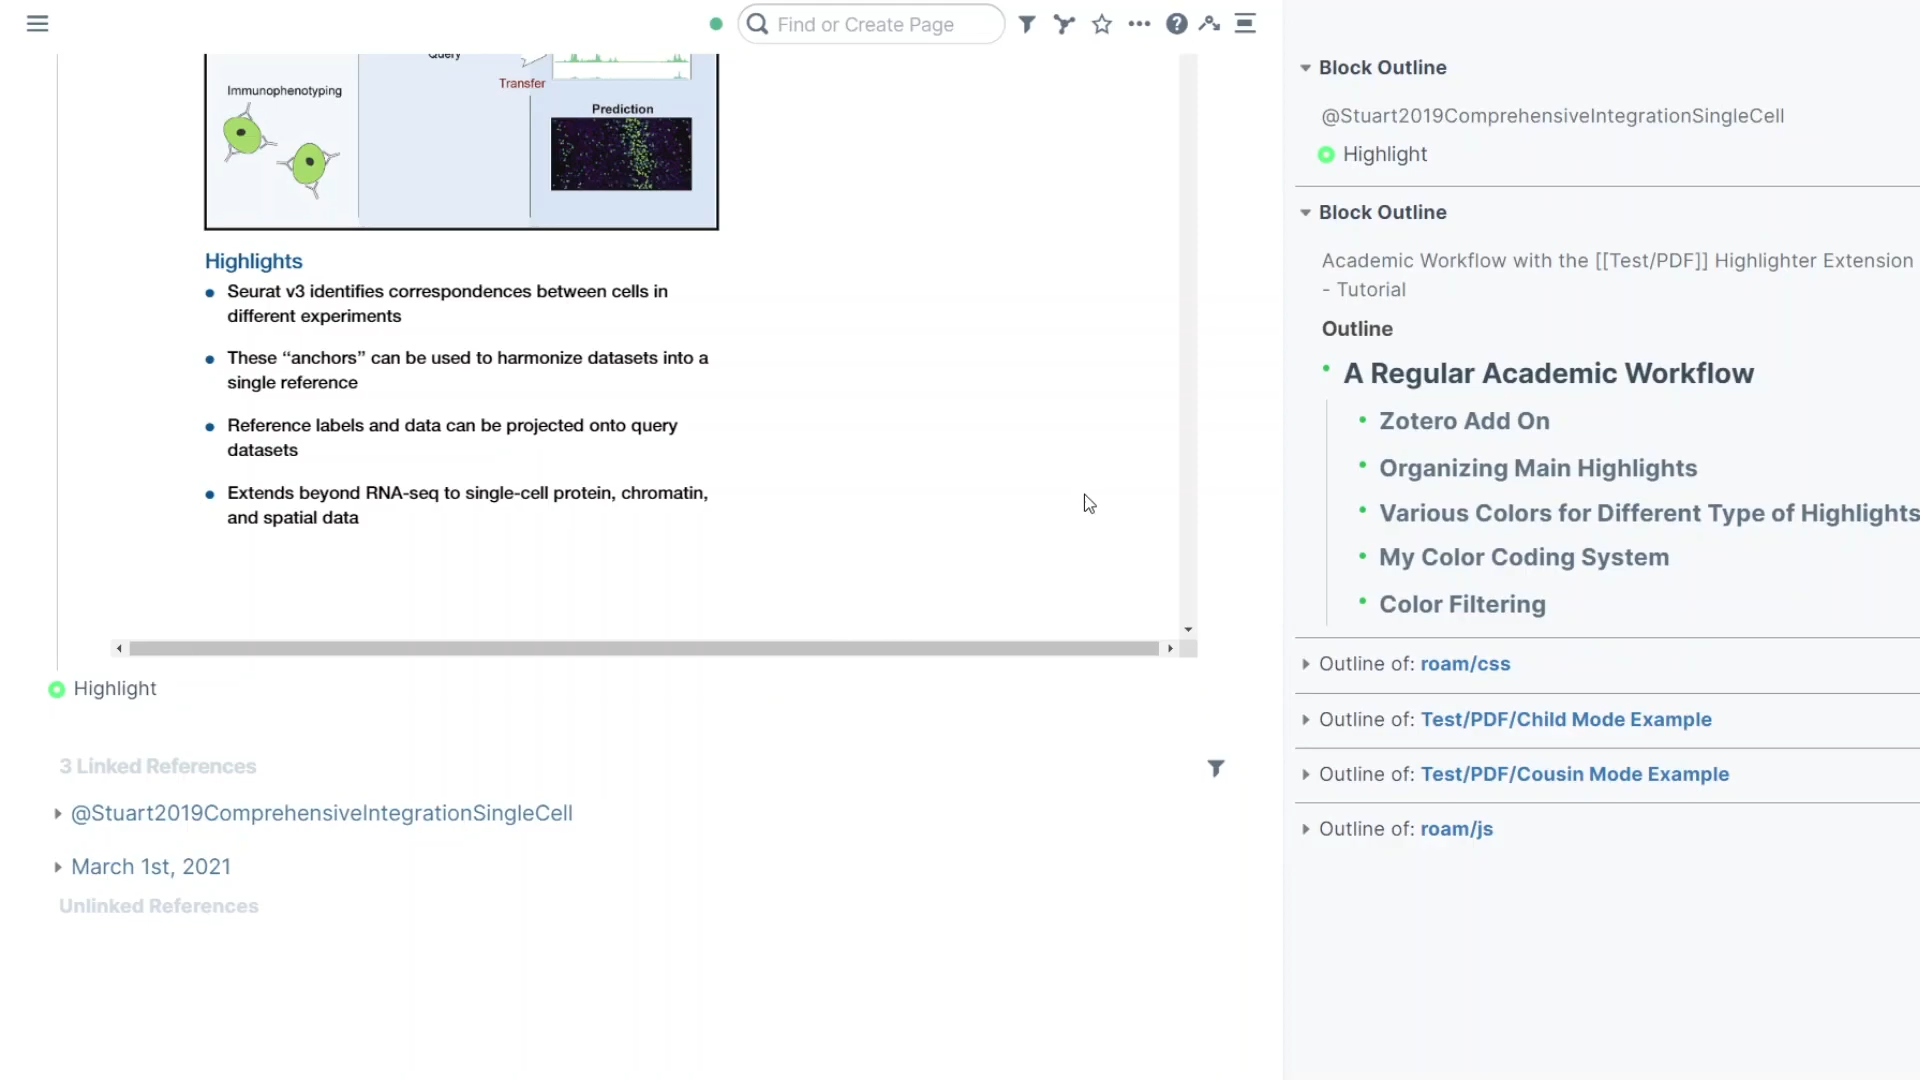 Find or Create Page
Query
Transfer
Immunophenotyping
Prediction
Highlights
Seurat v3 identifies correspondences between cells in
different experiments
These “anchors” can be used to harmonize datasets into a
single reference
Reference labels and data can be projected onto query
datasets
Extends beyond RNA-seq to single-cell protein, chromatin,
and spatial data
Highlight
3 Linked References
@Stuart2019ComprehensiveIntegrationSingleCell
March 1st, 2021
Unlinked References
Block Outline
@Stuart2019ComprehensiveIntegrationSingleCell
Highlight
Block Outline
Academic Workflow with the [[Test/PDF]] Highlighter Extension
- Tutorial
Outline
A Regular Academic Workflow
Zotero Add On
Organizing Main Highlights
Various Colors for Different Type of Highlights
My Color Coding System
Color Filtering
Outline of: roam/css
Outline of: Test/PDF/Child Mode Example
Outline of: Test/PDF/Cousin Mode Example
Outline of: roam/js